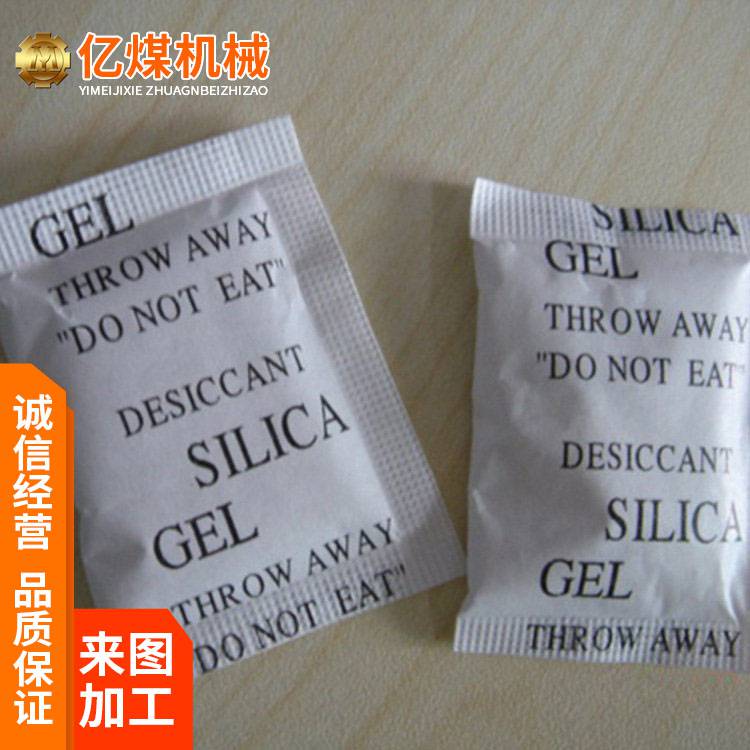 亿煤机械
YIMEIJIXIE ZHUAGNBEIZHIZAO
GEL
THROW AWAY
"DO NOT EAT"
DESICCANT
SILICA
GEL
THROW AWAY
"DO NOT EAT"
SILICA
GEL
THROW AWAY
"DO NOT EAT"
DESICCANT
SILICA
GEL
THROW AWAY
诚信经营 品质保证
来图
加工